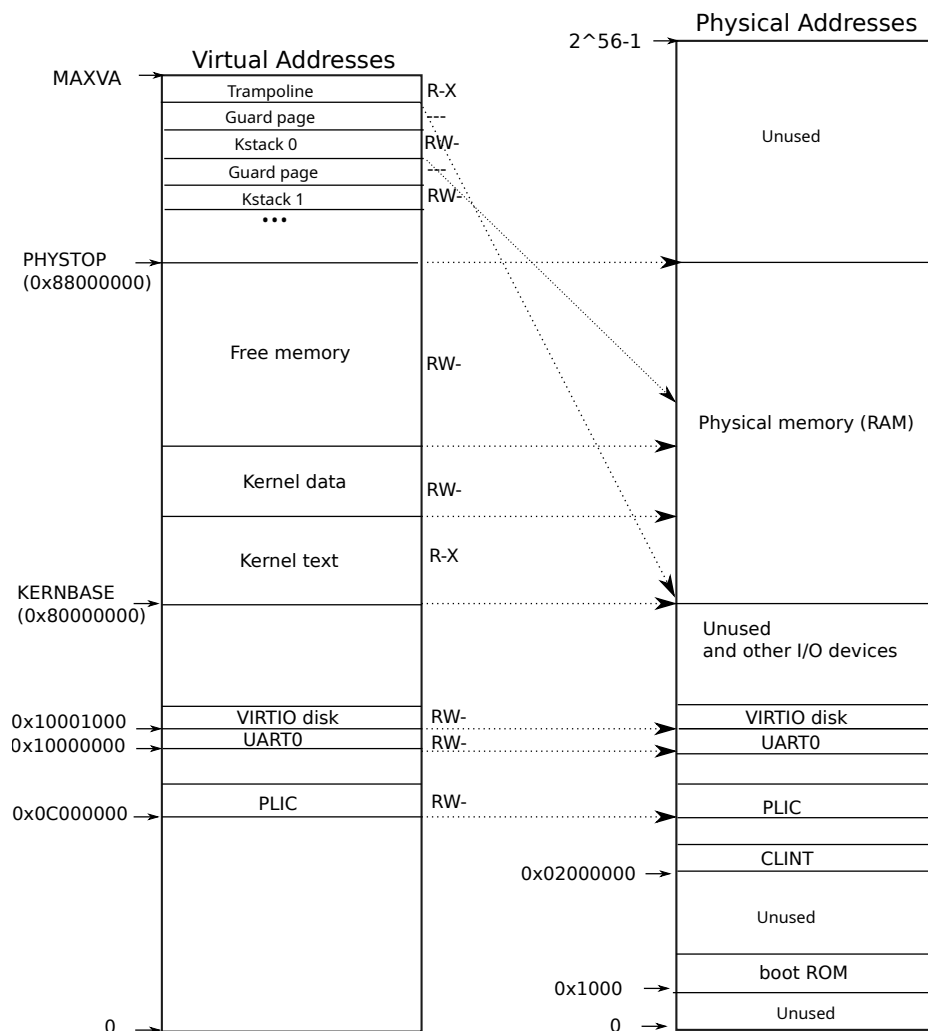 Physical Addresses
2^56-1
Virtual Addresses
MAXVA
Trampoline
R-X
Guard page
---
Unused
Kstack 0
RW-
Guard page
---
Kstack 1
RW-
...
PHYSTOP
(0x88000000)
Free memory
RW-
Physical memory (RAM)
Kernel data
RW-
Kernel text
R-X
KERNBASE
(0x80000000)
Unused
and other I/O devices
0x10001000
VIRTIO disk
RW-
VIRTIO disk
0x10000000
UART0
RW-
UART0
0x0C000000
PLIC
RW-
PLIC
CLINT
0x02000000
Unused
boot ROM
0x1000
Unused
0
0